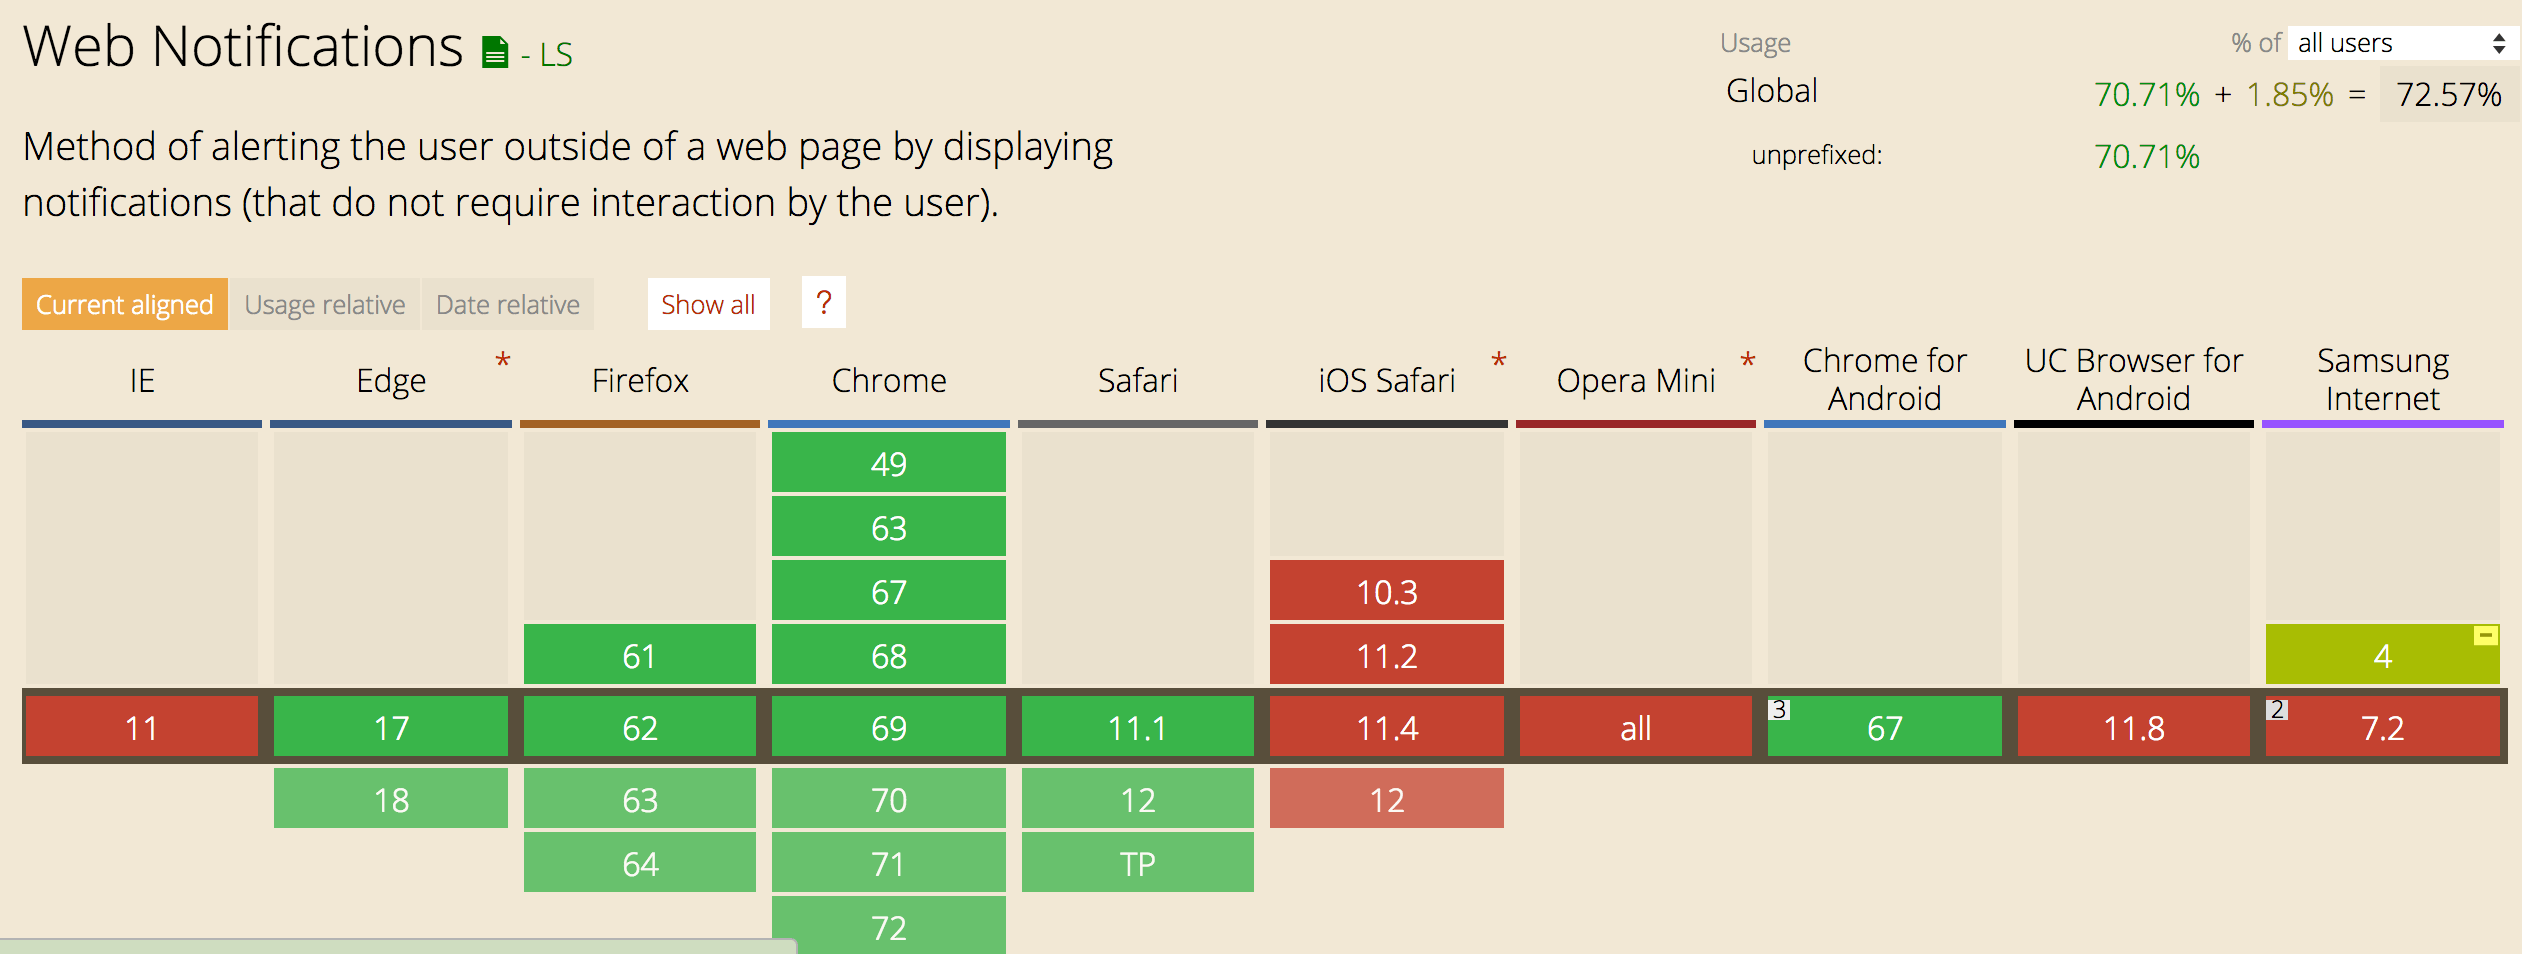 Web Notifications - LS
Usage % of all users
Global 70.71% + 1.85% = 72.57%
unprefixed: 70.71%
Method of alerting the user outside of a web page by displaying
notifications (that do not require interaction by the user).
Current aligned Usage relative Date relative Show all ?
IE Edge * Firefox Chrome Safari iOS Safari * Opera Mini * Chrome for Android UC Browser for Android Samsung Internet
49
63
67 10.3
61 68 11.2 4 -
11 17 62 69 11.1 11.4 all 3 67 11.8 2 7.2
18 63 70 12 12
64 71 TP
72